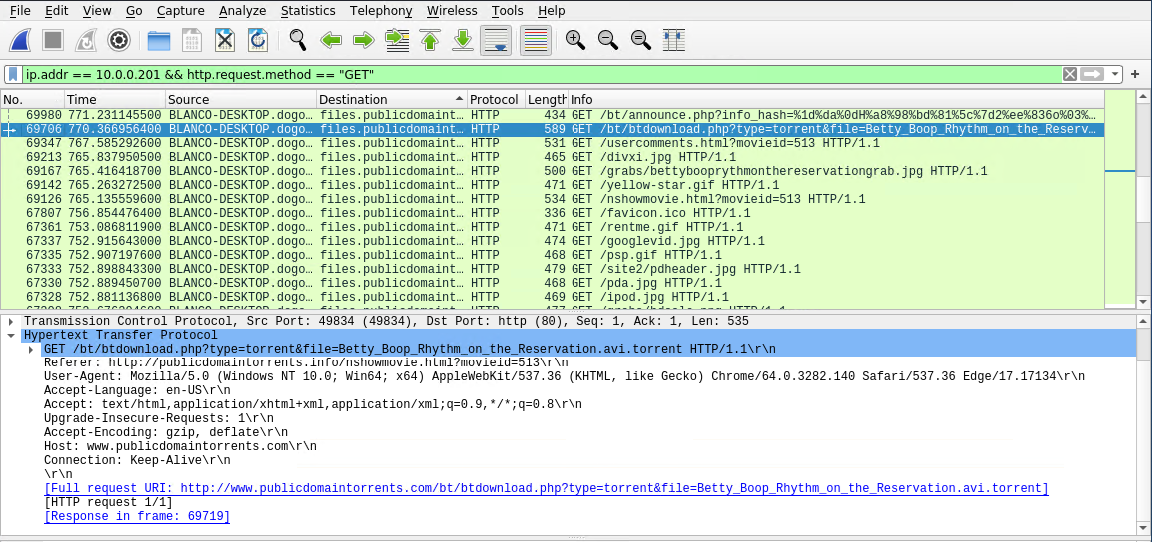 File Edit View Go Capture Analyze Statistics Telephony Wireless Tools Help
ip.addr == 10.0.0.201 && http.request.method == "GET"
No. Time Source Destination Protocol Length Info
69980 771.231145500 BLANCO-DESKTOP.dogo… files.publicdomaint… HTTP 434 GET /bt/announce.php?info_hash=%1d%da%0dH%a8%98%bd%81%5c%7d2%ee%836o%03%…
69706 770.366956400 BLANCO-DESKTOP.dogo… files.publicdomaint… HTTP 589 GET /bt/btdownload.php?type=torrent&file=Betty_Boop_Rhythm_on_the_Reserv…
69347 767.585292600 BLANCO-DESKTOP.dogo… files.publicdomaint… HTTP 531 GET /usercomments.html?movieid=513 HTTP/1.1
69213 765.837950500 BLANCO-DESKTOP.dogo… files.publicdomaint… HTTP 465 GET /divxi.jpg HTTP/1.1
69167 765.416418700 BLANCO-DESKTOP.dogo… files.publicdomaint… HTTP 500 GET /grabs/bettybooprythmonthereservationgrab.jpg HTTP/1.1
69142 765.263272500 BLANCO-DESKTOP.dogo… files.publicdomaint… HTTP 471 GET /yellow-star.gif HTTP/1.1
69126 765.135559600 BLANCO-DESKTOP.dogo… files.publicdomaint… HTTP 534 GET /nshowmovie.html?movieid=513 HTTP/1.1
67807 756.854476400 BLANCO-DESKTOP.dogo… files.publicdomaint… HTTP 336 GET /favicon.ico HTTP/1.1
67361 753.086811900 BLANCO-DESKTOP.dogo… files.publicdomaint… HTTP 471 GET /rentme.gif HTTP/1.1
67337 752.915643000 BLANCO-DESKTOP.dogo… files.publicdomaint… HTTP 474 GET /googlevid.jpg HTTP/1.1
67335 752.907197600 BLANCO-DESKTOP.dogo… files.publicdomaint… HTTP 468 GET /psp.gif HTTP/1.1
67333 752.898843300 BLANCO-DESKTOP.dogo… files.publicdomaint… HTTP 479 GET /site2/pdheader.jpg HTTP/1.1
67330 752.889450700 BLANCO-DESKTOP.dogo… files.publicdomaint… HTTP 468 GET /pda.jpg HTTP/1.1
67328 752.881136800 BLANCO-DESKTOP.dogo… files.publicdomaint… HTTP 469 GET /ipod.jpg HTTP/1.1
Transmission Control Protocol, Src Port: 49834 (49834), Dst Port: http (80), Seq: 1, Ack: 1, Len: 535
Hypertext Transfer Protocol
GET /bt/btdownload.php?type=torrent&file=Betty_Boop_Rhythm_on_the_Reservation.avi.torrent HTTP/1.1\r\n
Referer: http://publicdomaintorrents.info/nshowmovie.html?movieid=513\r\n
User-Agent: Mozilla/5.0 (Windows NT 10.0; Win64; x64) AppleWebKit/537.36 (KHTML, like Gecko) Chrome/64.0.3282.140 Safari/537.36 Edge/17.17134\r\n
Accept-Language: en-US\r\n
Accept: text/html,application/xhtml+xml,application/xml;q=0.9,*/*;q=0.8\r\n
Upgrade-Insecure-Requests: 1\r\n
Accept-Encoding: gzip, deflate\r\n
Host: www.publicdomaintorrents.com\r\n
Connection: Keep-Alive\r\n
\r\n
[Full request URI: http://www.publicdomaintorrents.com/bt/btdownload.php?type=torrent&file=Betty_Boop_Rhythm_on_the_Reservation.avi.torrent]
[HTTP request 1/1]
[Response in frame: 69719]